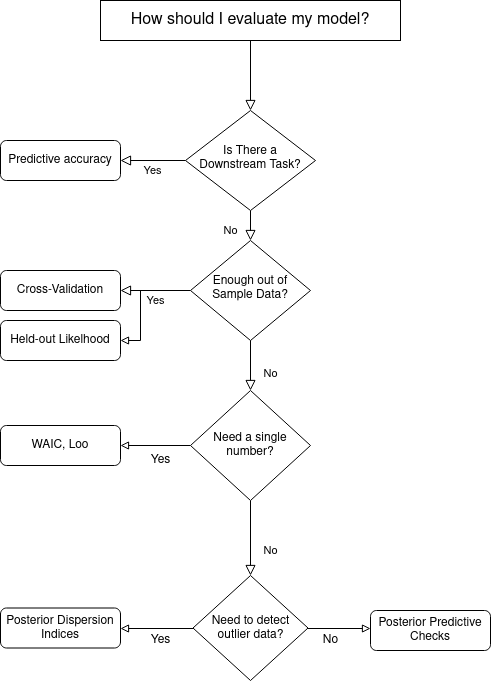 How should I evaluate my model?
Is There a
Downstream Task?
Predictive accuracy
Yes
No
Enough out of
Sample Data?
Cross-Validation
Yes
Held-out Likelhood
No
Need a single
number?
WAIC, Loo
Yes
No
Need to detect
outlier data?
Posterior Dispersion
Indices
Yes
No
Posterior Predictive
Checks